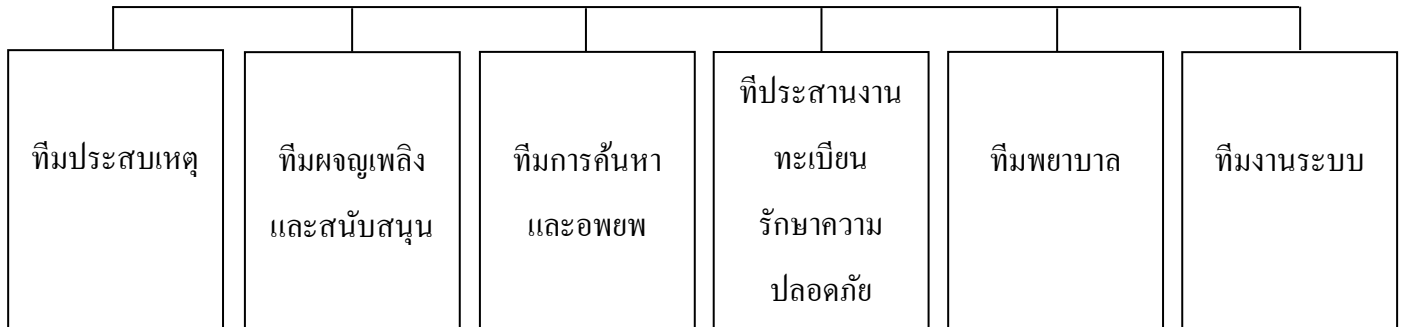 ทีมประสบเหตุ
ทีมผจญเพลิง
และสนับสนุน
ทีมการค้นหา
และอพยพ
ทีประสานงาน
ทะเบียน
รักษาความ
ปลอดภัย
ทีมพยาบาล
ทีมงานระบบ